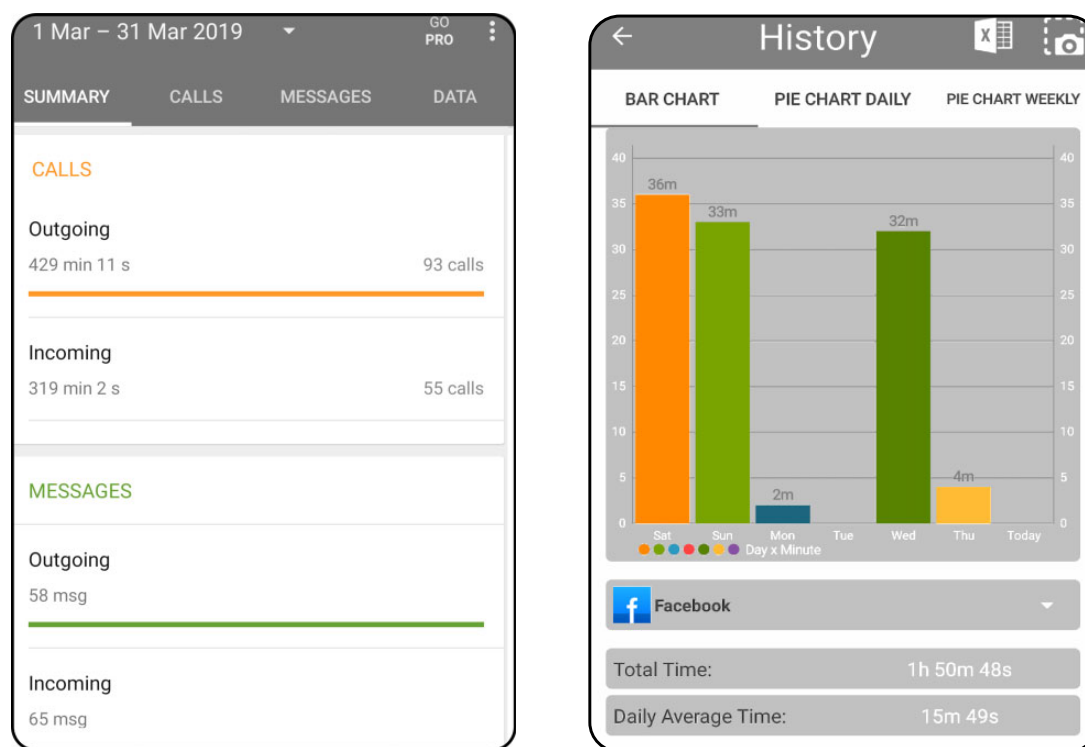 1 Mar – 31 Mar 2019
GO
PRO
SUMMARY CALLS MESSAGES DATA
CALLS
Outgoing
429 min 11 s 93 calls
Incoming
319 min 2 s 55 calls
MESSAGES
Outgoing
58 msg
Incoming
65 msg
History
X
BAR CHART PIE CHART DAILY PIE CHART WEEKLY
40 40
36m
35 35
33m
32m
30 30
25 25
20 20
15 15
10 10
4m
5 5
2m
0 0
Sat Sun Mon Tue Wed Thu Today
Day x Minute
f Facebook
Total Time: 1h 50m 48s
Daily Average Time: 15m 49s